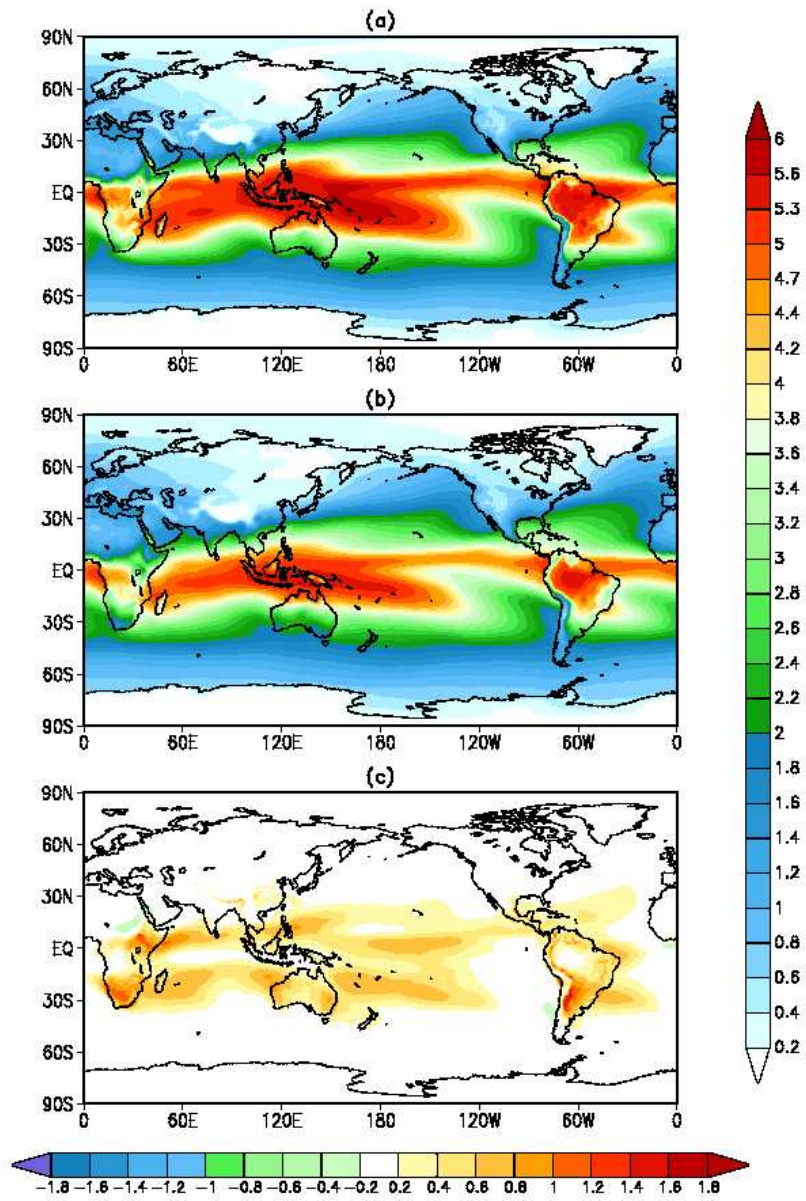 (a)
90N
60N
30N
EQ
30S
60S
90S
0 60E 120E 180 120W 60W 0
(b)
90N
60N
30N
EQ
30S
60S
90S
0 60E 120E 180 120W 60W 0
(c)
90N
60N
30N
EQ
30S
60S
90S
0 60E 120E 180 120W 60W 0
6
5.6
5.3
5
4.7
4.4
4.2
4
3.8
3.6
3.4
3.2
3
2.8
2.6
2.4
2.2
2
1.8
1.6
1.4
1.2
1
0.8
0.6
0.4
0.2
-1.8 -1.6 -1.4 -1.2 -1 -0.8 -0.6 -0.4 -0.2 0.2 0.4 0.6 0.8 1 1.2 1.4 1.6 1.8